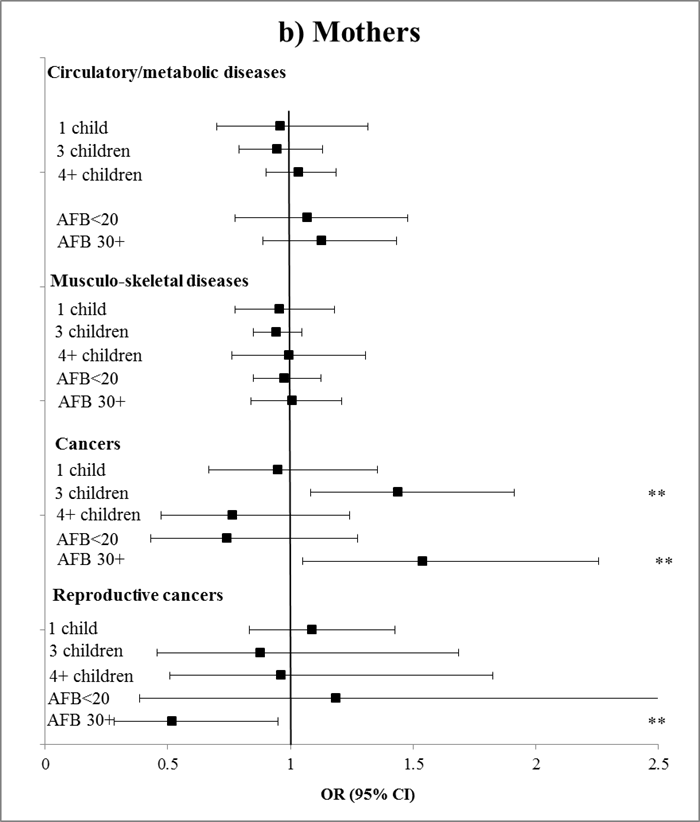 b) Mothers
Circulatory/metabolic diseases
1 child
3 children
4+ children
AFB<20
AFB 30+
Musculo-skeletal diseases
1 child
3 children
4+ children
AFB<20
AFB 30+
Cancers
1 child
3 children **
4+ children
AFB<20
AFB 30+ **
Reproductive cancers
1 child
3 children
4+ children
AFB<20
AFB 30+ **
0 0.5 1 1.5 2 2.5
OR (95% CI)